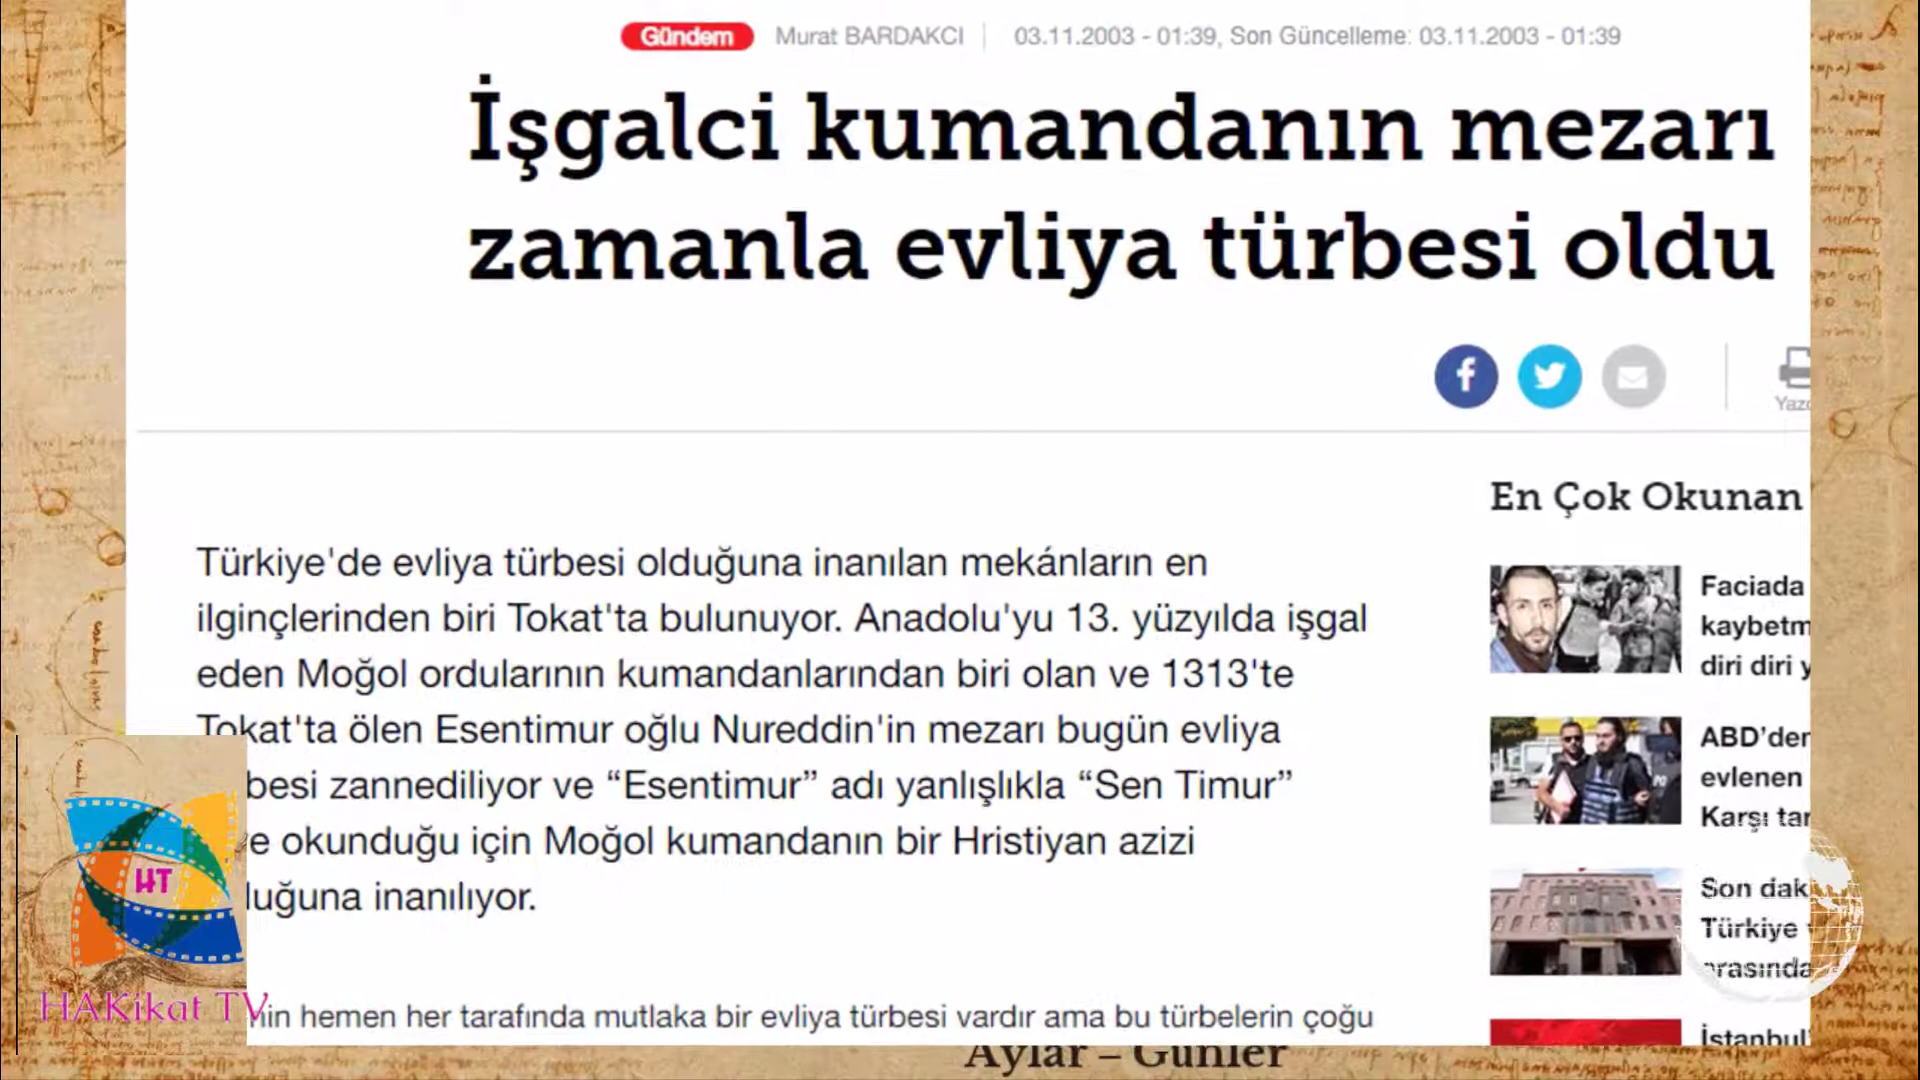 Gündem Murat BARDAKCI 03.11.2003 - 01:39, Son Güncelleme: 03.11.2003 - 01:39
İşgalci kumandanın mezarı
zamanla evliya türbesi oldu
En Çok Okunan
Türkiye'de evliya türbesi olduğuna inanılan mekánların en
ilginçlerinden biri Tokat'ta bulunuyor. Anadolu'yu 13. yüzyılda işgal
eden Moğol ordularının kumandanlarından biri olan ve 1313'te
Tokat'ta ölen Esentimur oğlu Nureddin'in mezarı bugün evliya
besi zannediliyor ve “Esentimur” adı yanlışlıkla “Sen Timur”
e okunduğu için Moğol kumandanın bir Hristiyan azizi
luğuna inanılıyor.
hemen her tarafında mutlaka bir evliya türbesi vardır ama bu türbelerin çoğu
Faciada
kaybetm
diri diri y
ABD’der
evlenen
Karşı tar
Son dak
Türkiye
arasında
İstanbul'
HT
HAKikat TV
Aylar – Günler